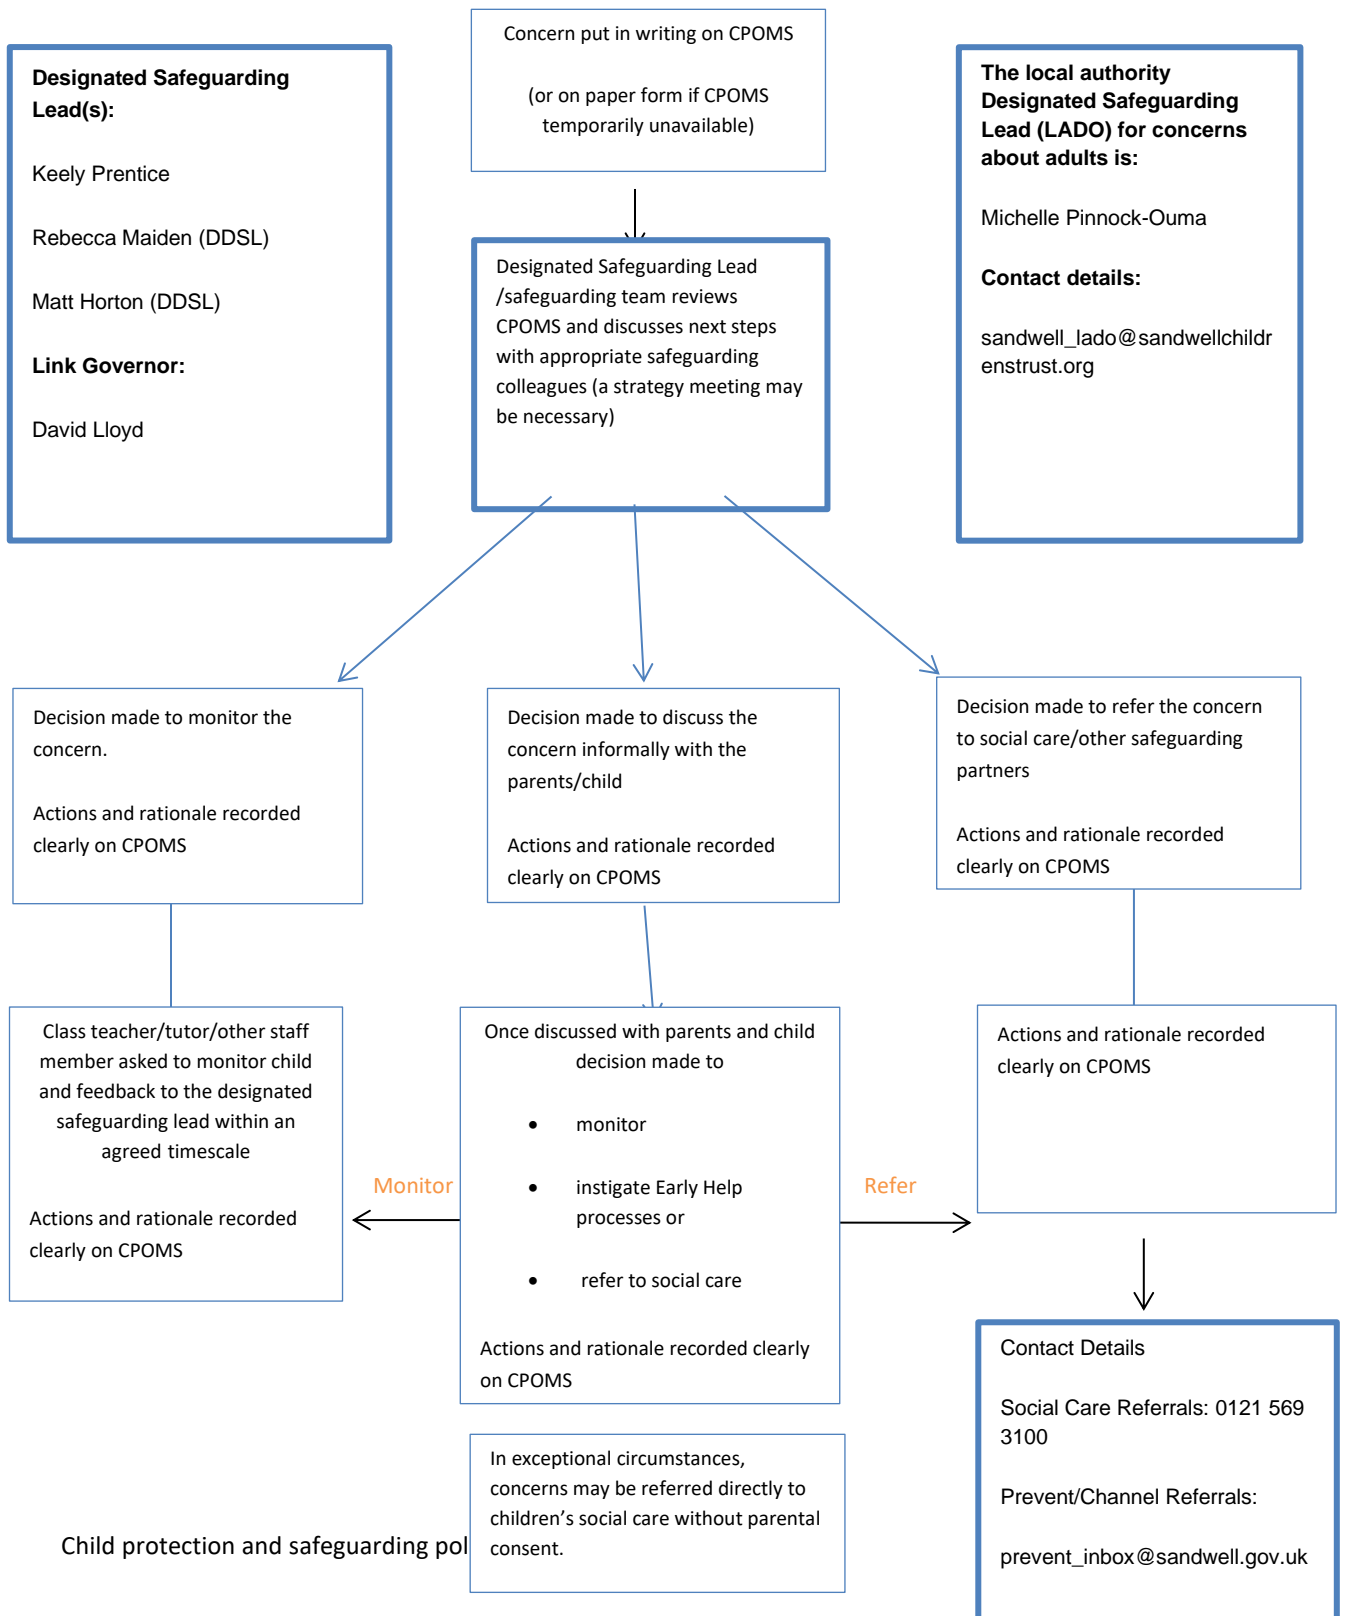 Concern put in writing on CPOMS
(or on paper form if CPOMS
temporarily unavailable)
Designated Safeguarding
Lead(s):
Keely Prentice
Rebecca Maiden (DDSL)
Matt Horton (DDSL)
Link Governor:
David Lloyd
The local authority
Designated Safeguarding
Lead (LADO) for concerns
about adults is:
Michelle Pinnock-Ouma
Contact details:
sandwell_lado@sandwellchildr
enstrust.org
Designated Safeguarding Lead
/safeguarding team reviews
CPOMS and discusses next steps
with appropriate safeguarding
colleagues (a strategy meeting may
be necessary)
Decision made to monitor the
concern.
Actions and rationale recorded
clearly on CPOMS
Decision made to discuss the
concern informally with the
parents/child
Actions and rationale recorded
clearly on CPOMS
Decision made to refer the concern
to social care/other safeguarding
partners
Actions and rationale recorded
clearly on CPOMS
Class teacher/tutor/other staff
member asked to monitor child
and feedback to the designated
safeguarding lead within an
agreed timescale
Actions and rationale recorded
clearly on CPOMS
Monitor
Once discussed with parents and child
decision made to
• monitor
• instigate Early Help
processes or
• refer to social care
Actions and rationale recorded clearly
on CPOMS
Refer
Actions and rationale recorded
clearly on CPOMS
Contact Details
Social Care Referrals: 0121 569
3100
Prevent/Channel Referrals:
prevent_inbox@sandwell.gov.uk
In exceptional circumstances,
concerns may be referred directly to
children’s social care without parental
consent.
Child protection and safeguarding pol